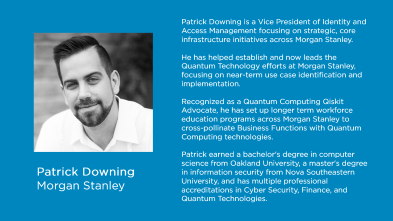 Patrick Downing is a Vice President of Identity and
Access Management focusing on strategic, core
infrastructure initiatives across Morgan Stanley.
He has helped establish and now leads the
Quantum Technology efforts at Morgan Stanley,
focusing on near-term use case identification and
implementation.
Recognized as a Quantum Computing Qiskit
Advocate, he has set up longer term workforce
education programs across Morgan Stanley to
cross-pollinate Business Functions with Quantum
Computing technologies.
Patrick earned a bachelor's degree in computer
science from Oakland University, a master's degree
in information security from Nova Southeastern
University, and has multiple professional
accreditations in Cyber Security, Finance, and
Quantum Technologies.
Patrick Downing
Morgan Stanley